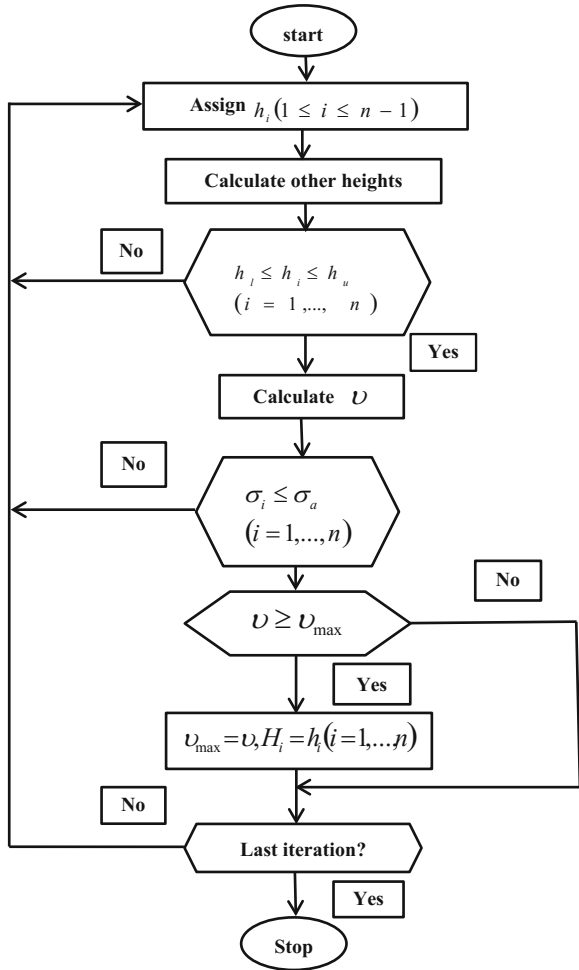 start
Assign h_i (1 ≤ i ≤ n − 1)
Calculate other heights
No
h_l ≤ h_i ≤ h_u
(i = 1,..., n)
Yes
Calculate υ
No
σ_i ≤ σ_a
(i = 1,...,n)
No
υ ≥ υ_max
Yes
υ_max = υ, H_i = h_i (i = 1,...,n)
No
Last iteration?
Yes
Stop